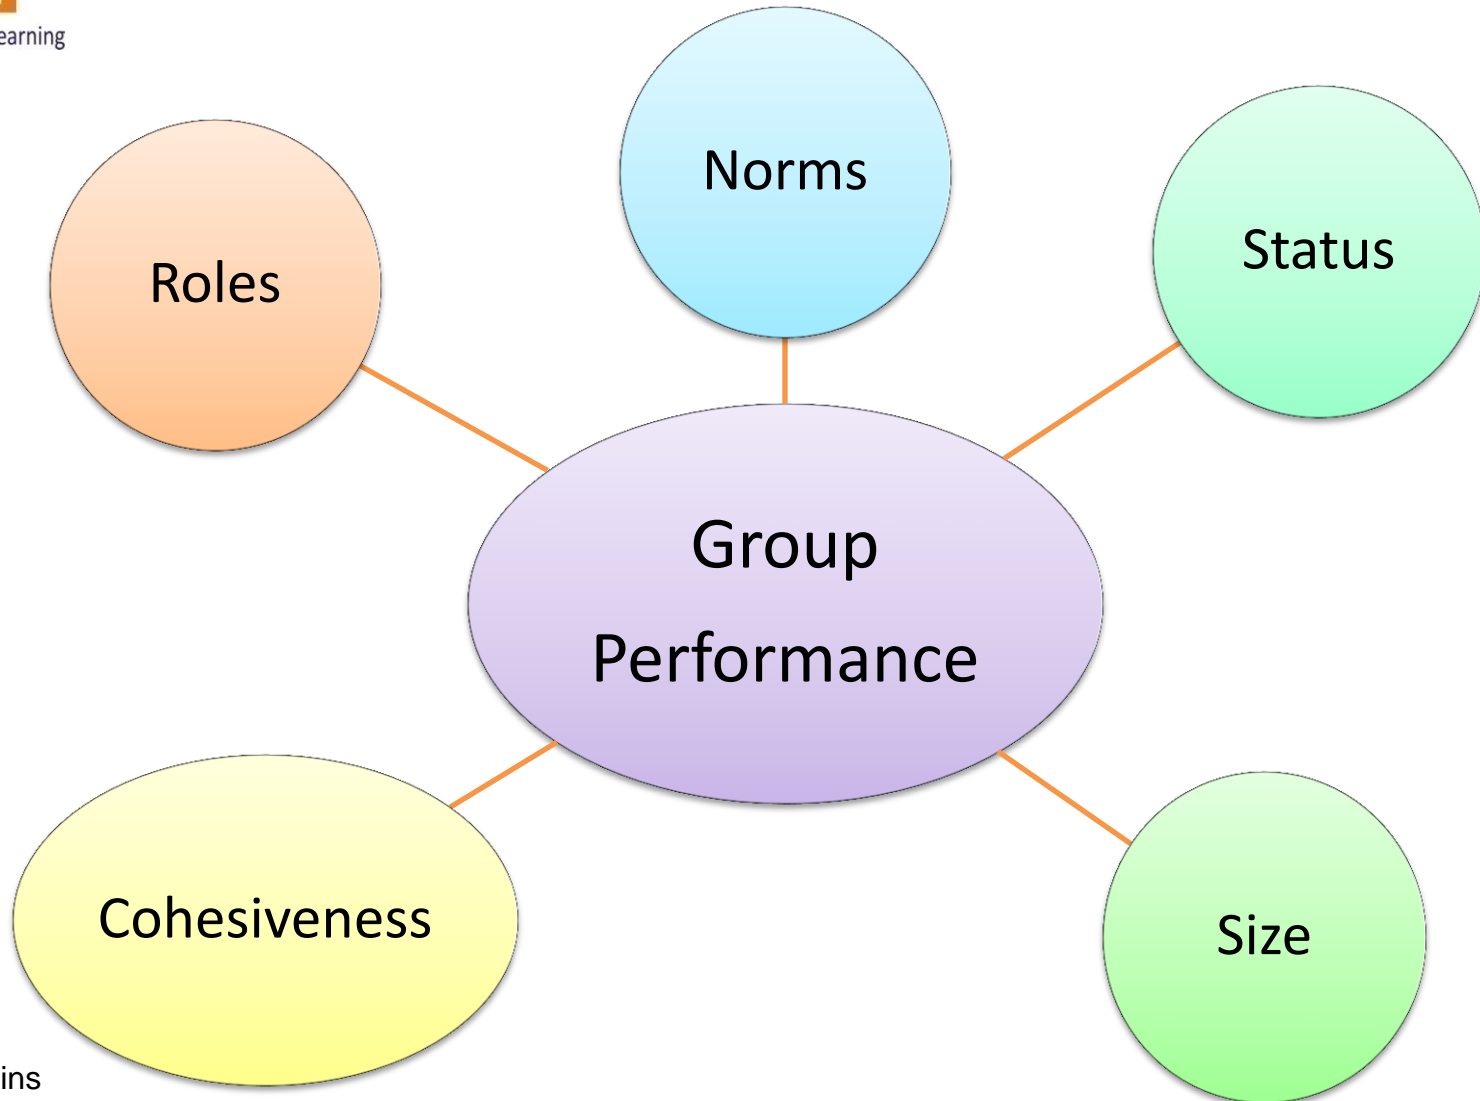 earning
Norms
Status
Roles
Group
Performance
Cohesiveness
Size
ins